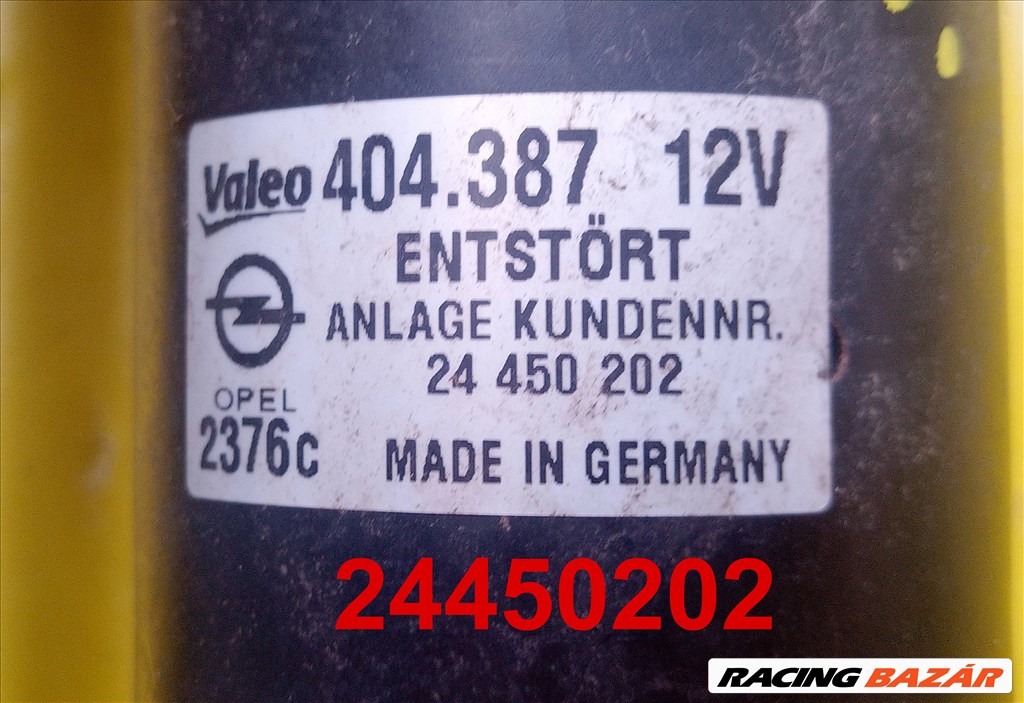 Valeo 404.387 12V
ENTSTÖRT
ANLAGE KUNDENNR.
24 450 202
OPEL
2376c MADE IN GERMANY
24450202
RACING BAZÁR